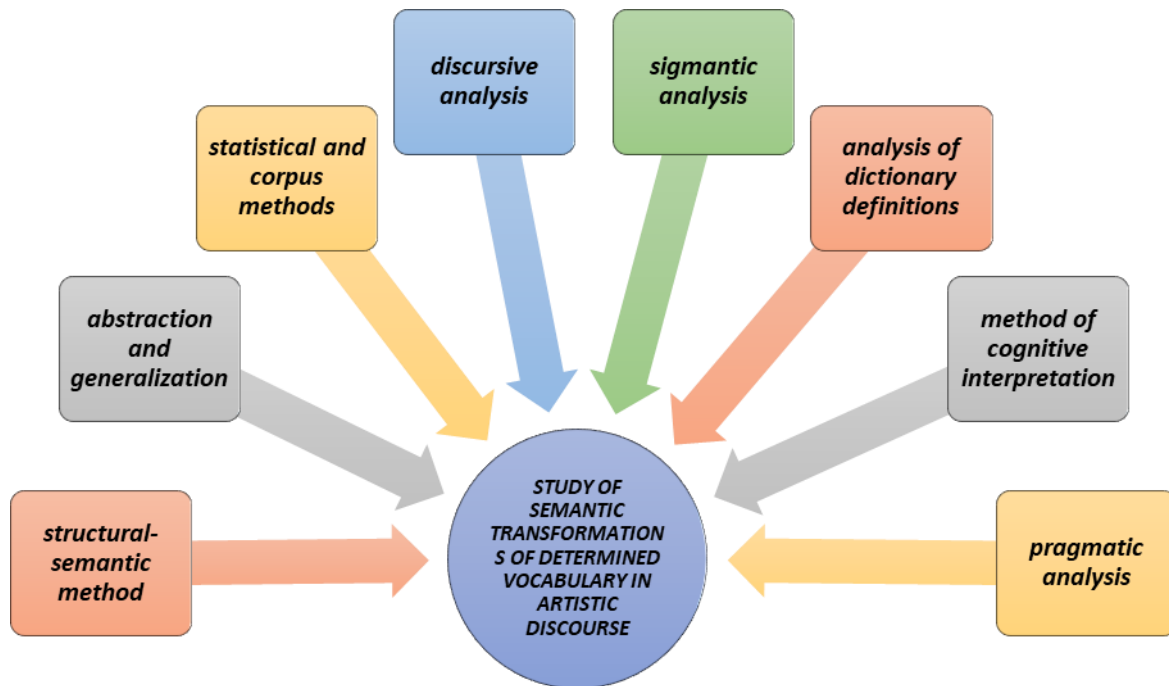 discursive
analysis
sigmantic
analysis
statistical and
corpus
methods
analysis of
dictionary
definitions
abstraction
and
generalization
method of
cognitive
interpretation
structural-
semantic
method
STUDY OF
SEMANTIC
TRANSFORMATION
S OF DETERMINED
VOCABULARY IN
ARTISTIC
DISCOURSE
pragmatic
analysis